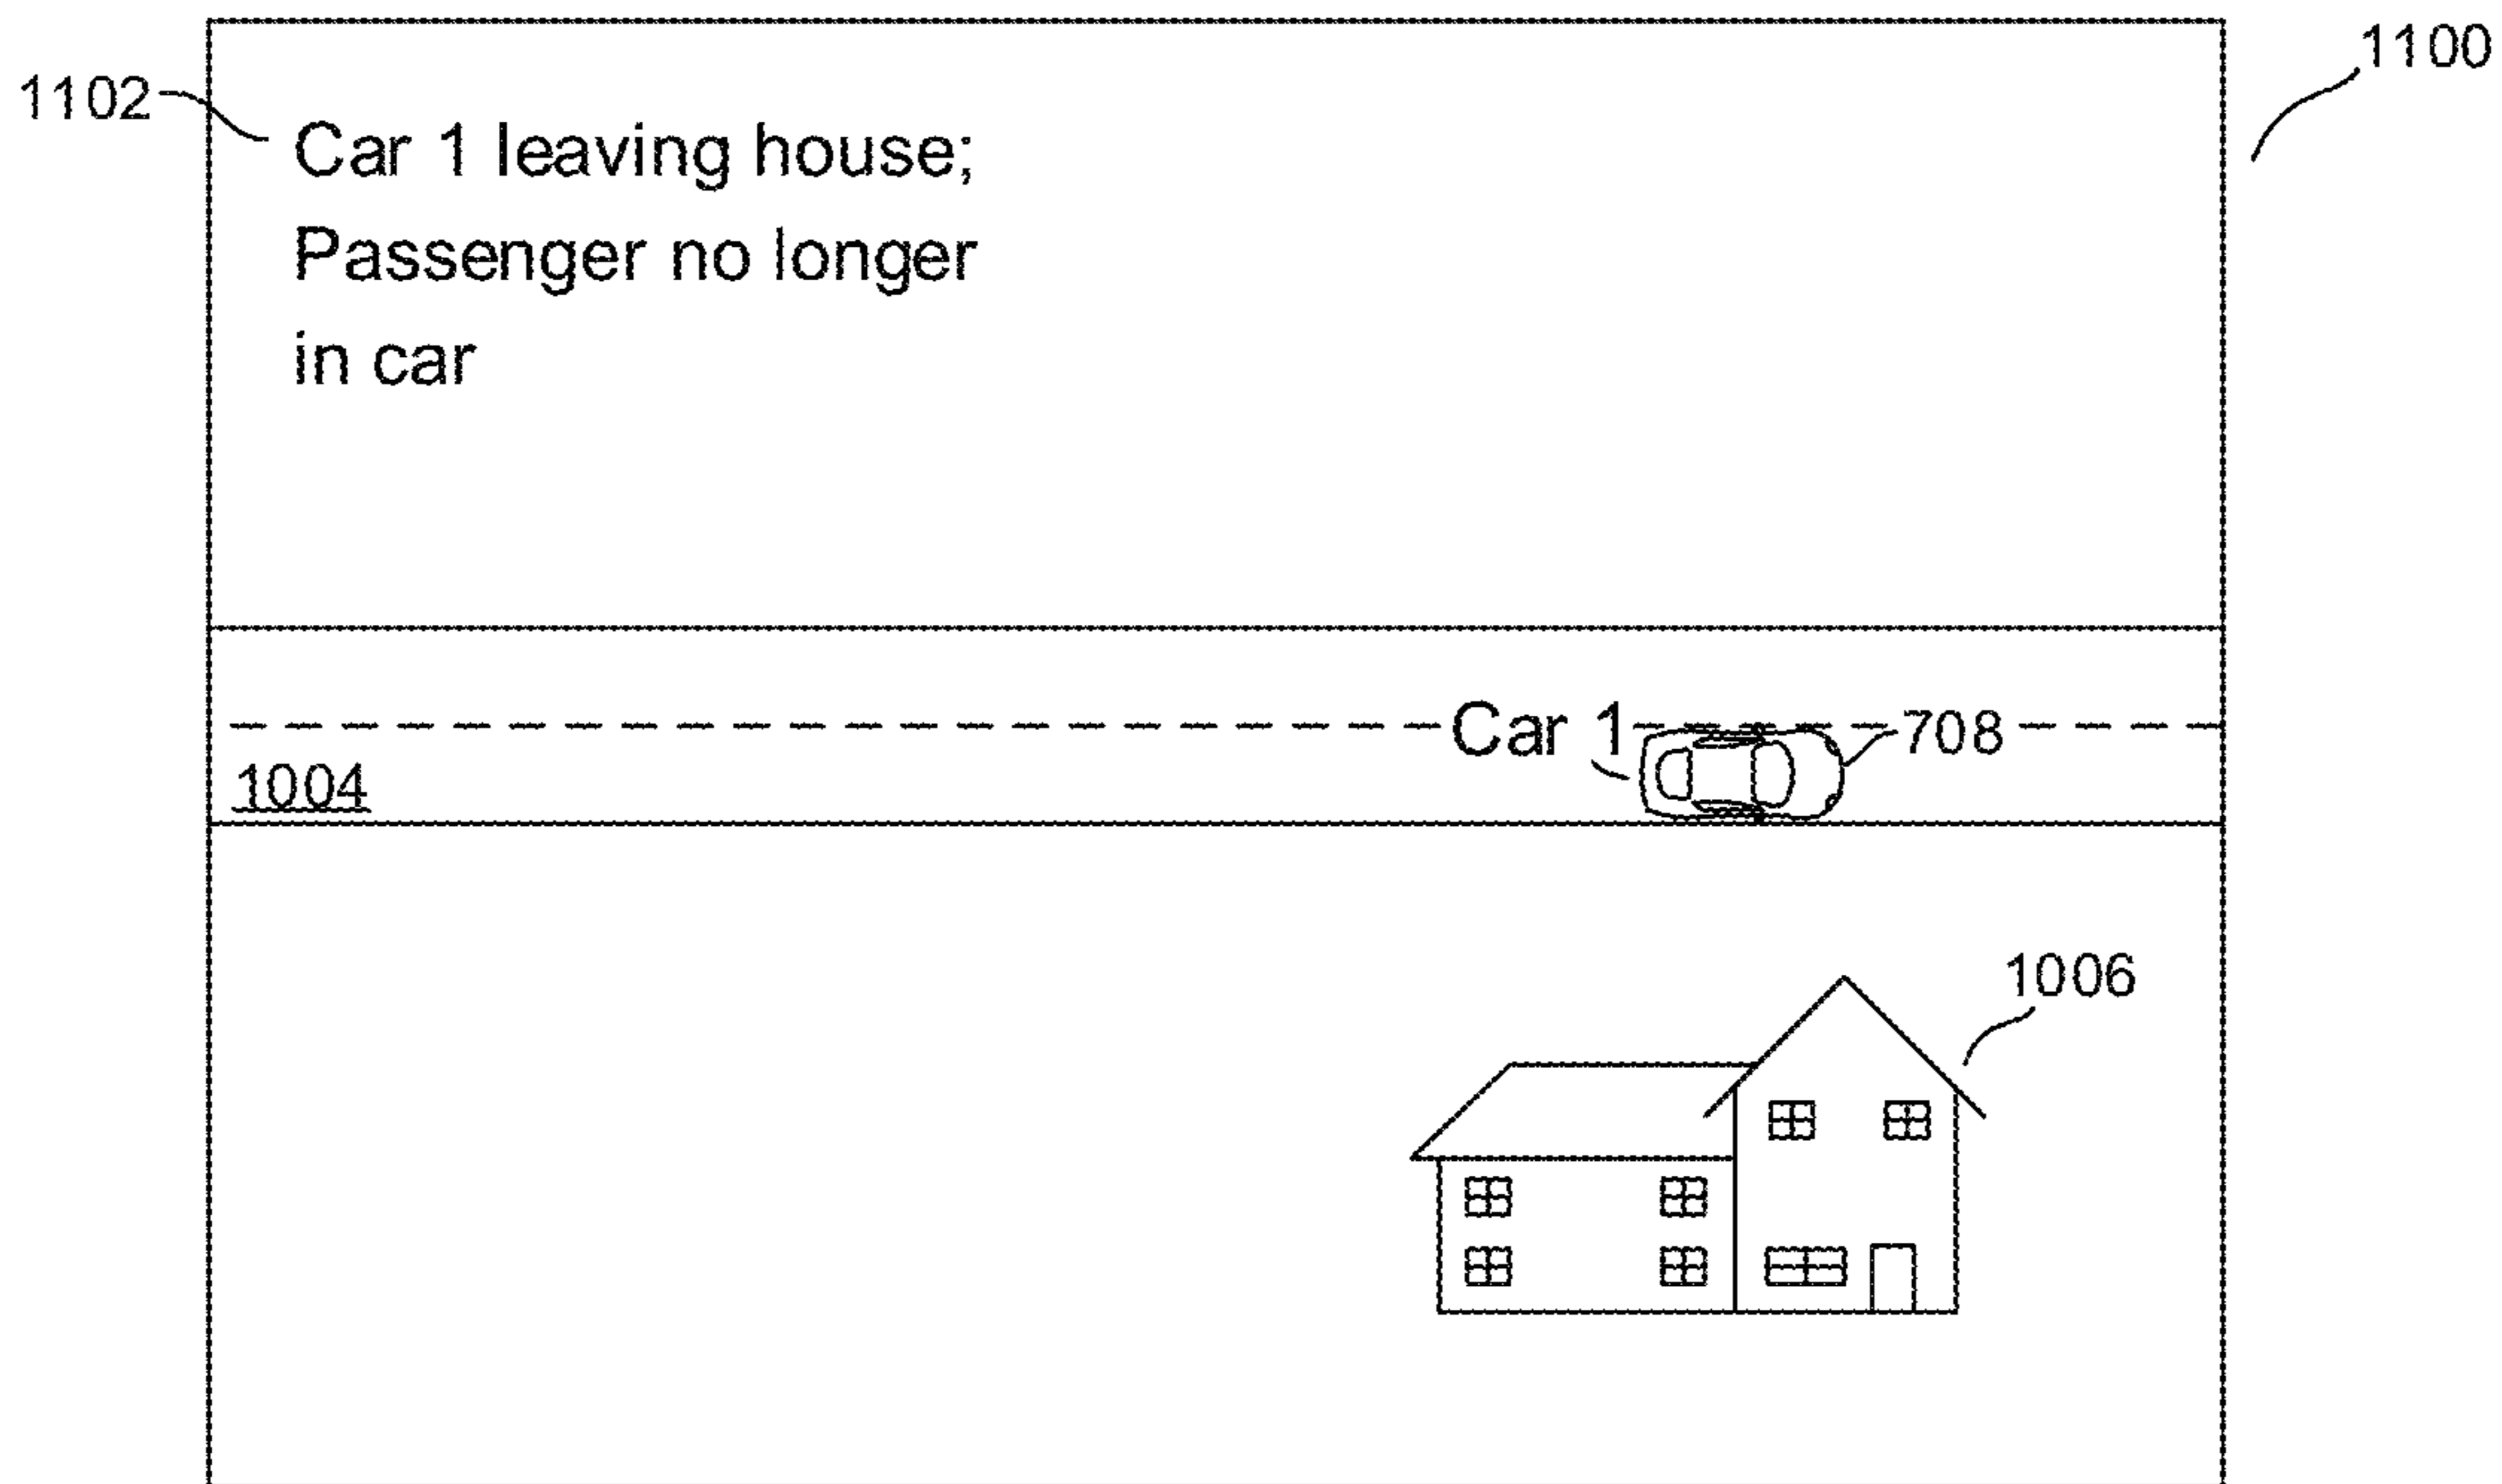 1100
1102
Car 1 leaving house;
Passenger no longer
in car
Car 1
708
1004
1006